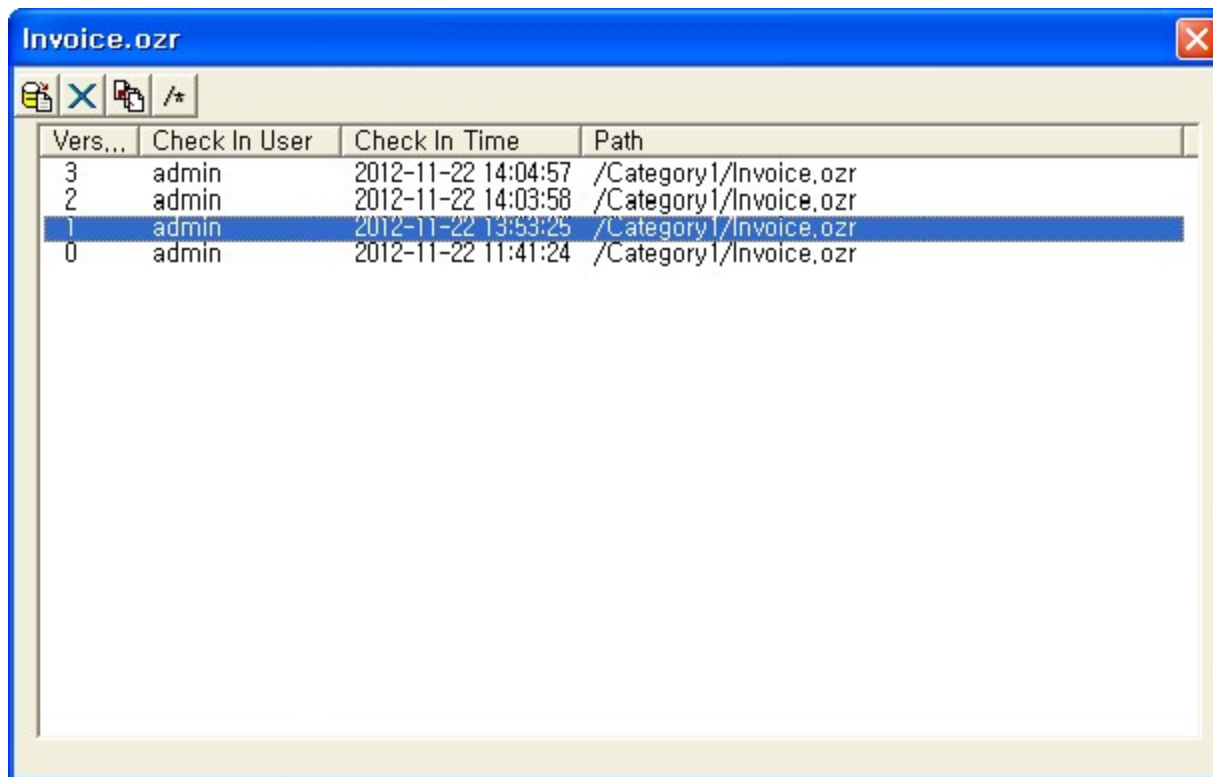 Invoice.ozr
/*
Vers... Check In User Check In Time Path
3 admin 2012-11-22 14:04:57 /Category1/Invoice.ozr
2 admin 2012-11-22 14:03:58 /Category1/Invoice.ozr
1 admin 2012-11-22 13:53:25 /Category1/Invoice.ozr
0 admin 2012-11-22 11:41:24 /Category1/Invoice.ozr